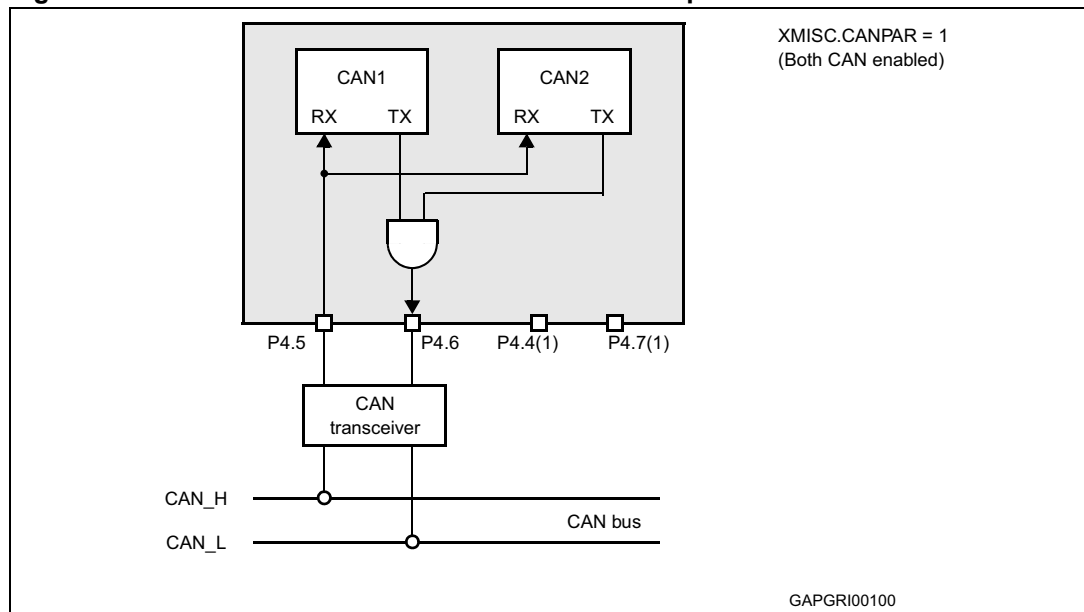 XMISC.CANPAR = 1
(Both CAN enabled)
CAN1
CAN2
RX
TX
RX
TX
P4.5
P4.6
P4.4(1)
P4.7(1)
CAN
transceiver
CAN_H
CAN bus
CAN_L
GAPGRI00100